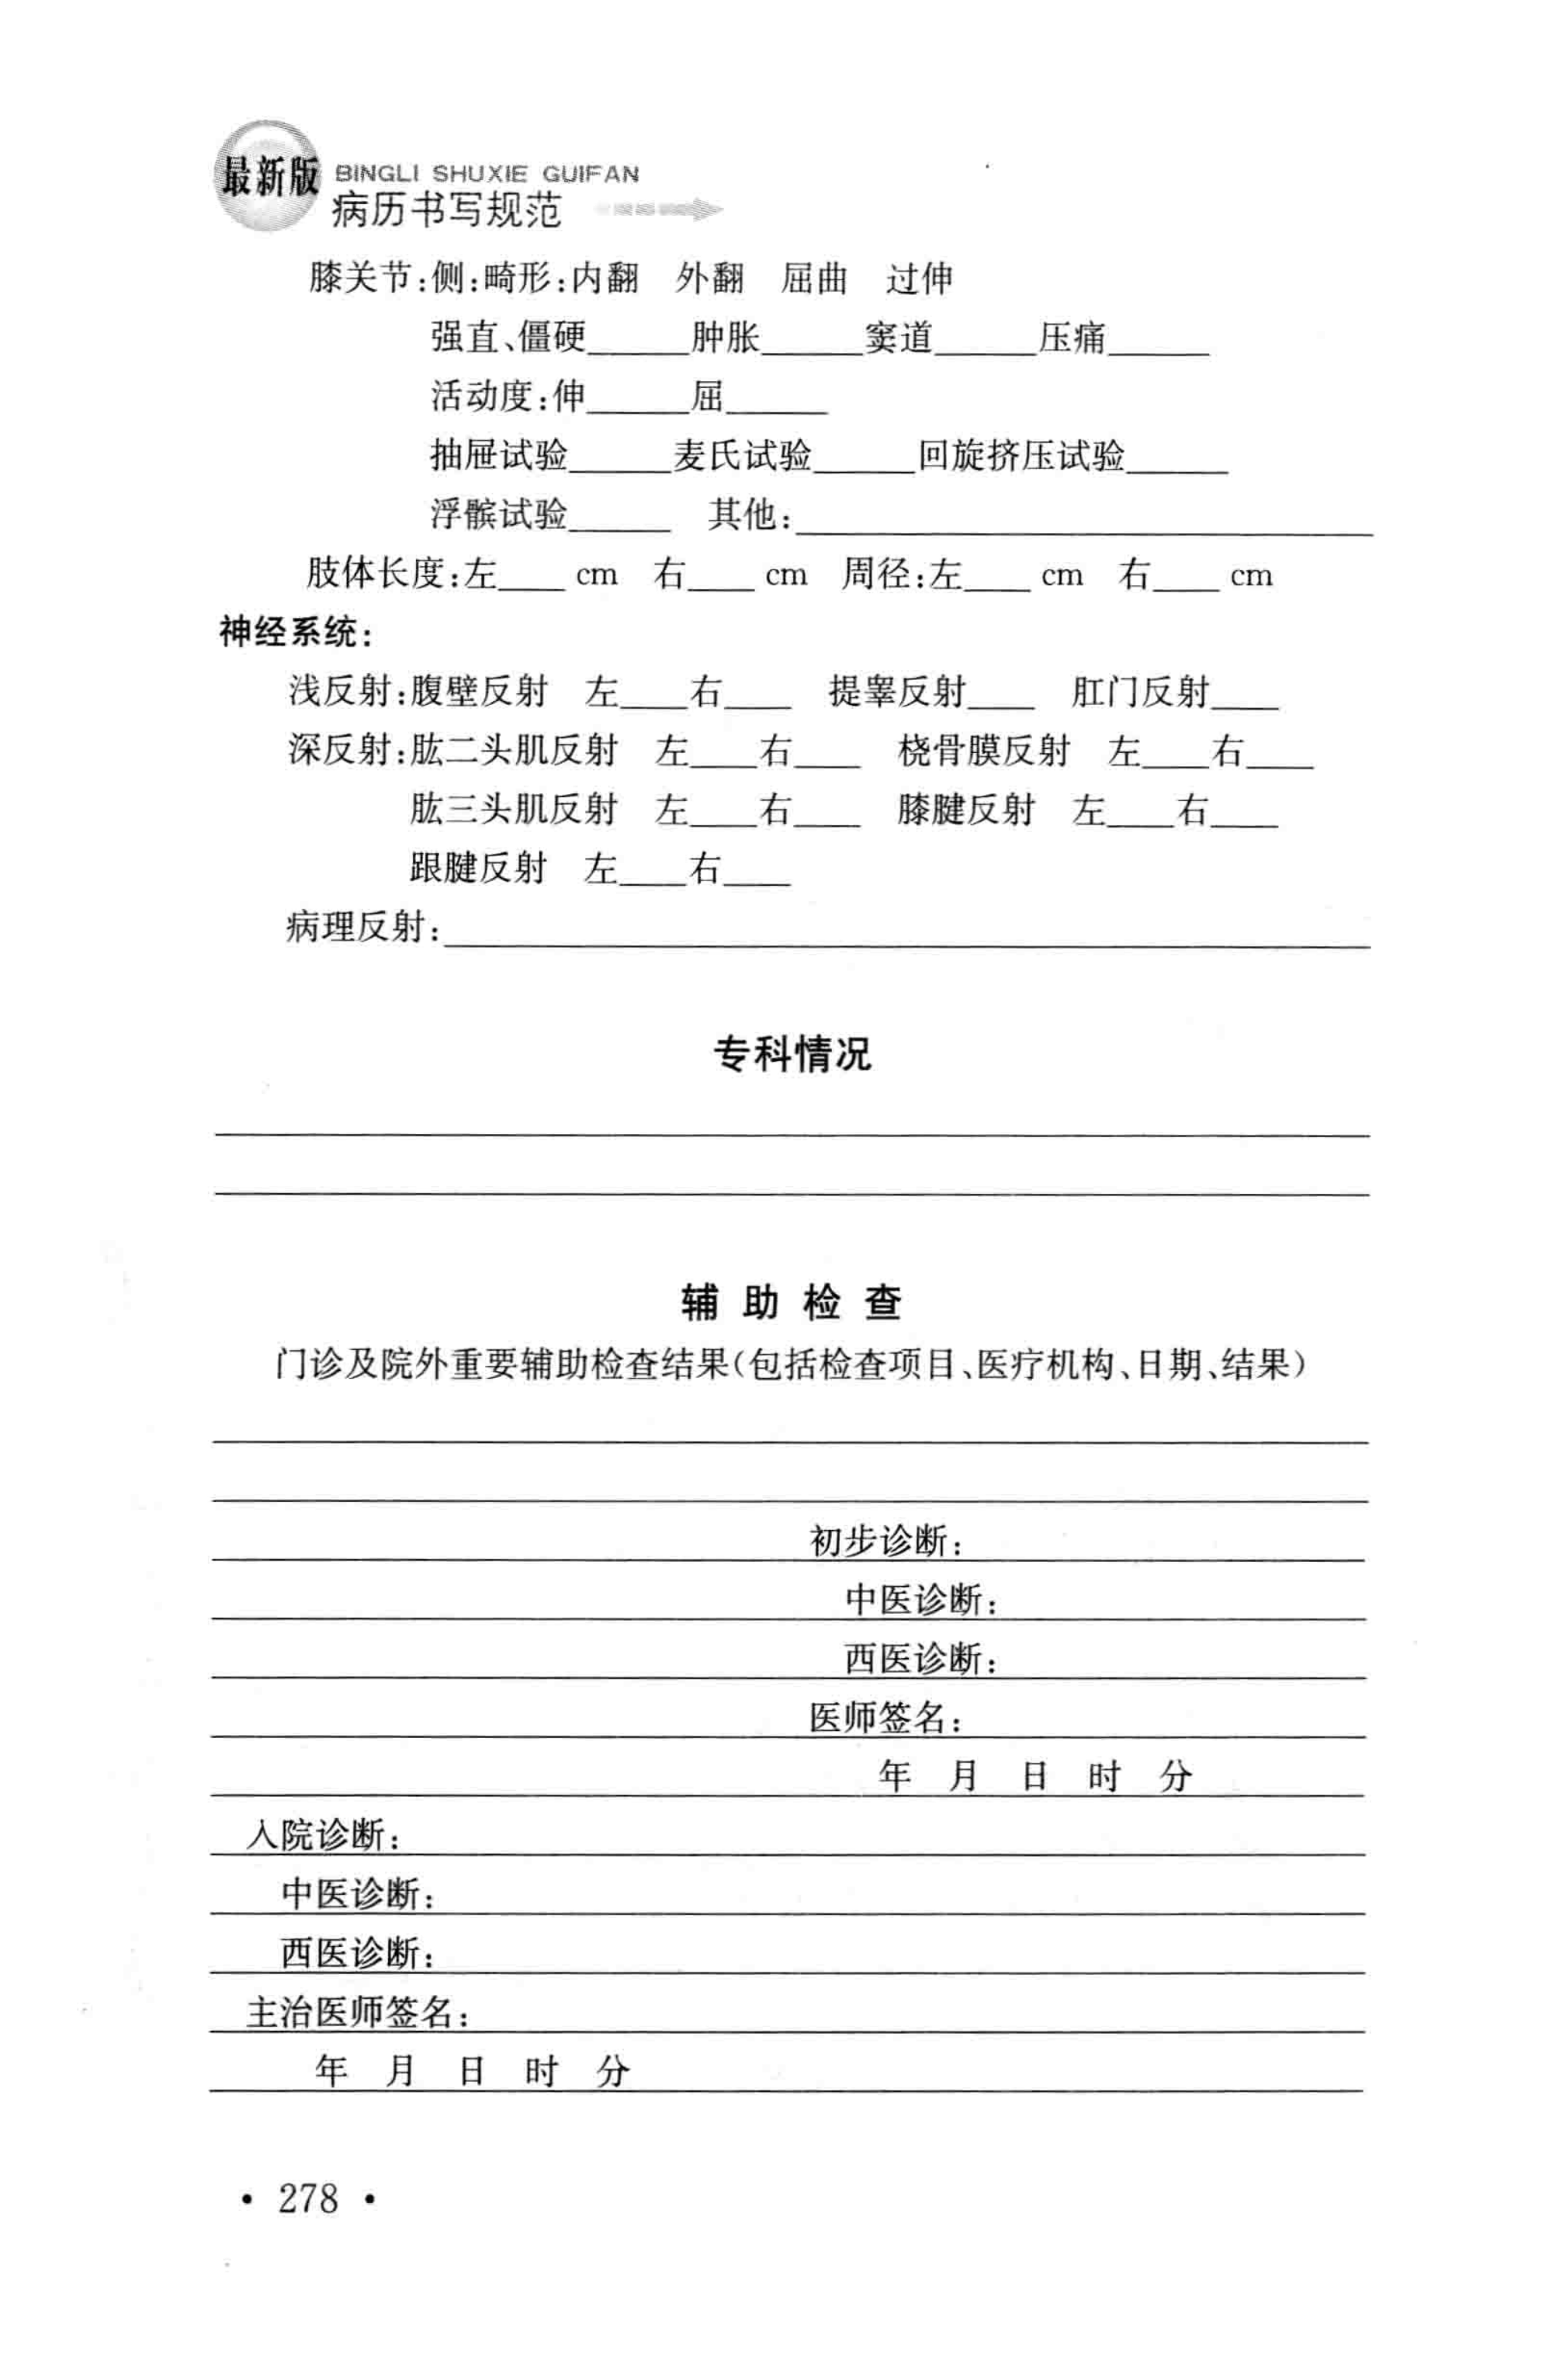 最新版
BINGLI SHUXIE GUIFAN
病历书写规范
膝关节:侧:畸形:内翻 外翻 屈曲 过伸
强直、僵硬______肿胀______窦道______压痛______
活动度:伸______屈______
抽屉试验______麦氏试验______回旋挤压试验______
浮髌试验______ 其他:______
肢体长度:左____cm 右____cm 周径:左____cm 右____cm
神经系统:
浅反射:腹壁反射 左____右____ 提睾反射____ 肛门反射____
深反射:肱二头肌反射 左____右____ 桡骨膜反射 左____右____
肱三头肌反射 左____右____ 膝腱反射 左____右____
跟腱反射 左____右____
病理反射:______
专科情况
辅助检查
门诊及院外重要辅助检查结果(包括检查项目、医疗机构、日期、结果)
初步诊断:
中医诊断:
西医诊断:
医师签名:
年 月 日 时 分
入院诊断:
中医诊断:
西医诊断:
主治医师签名:
年 月 日 时 分
· 278 ·